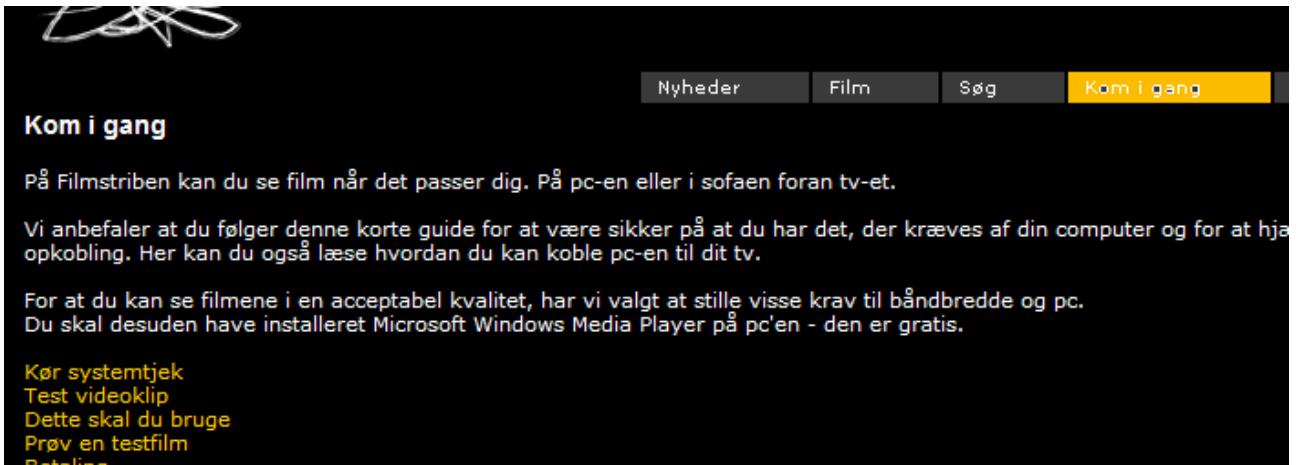 Nyheder Film Søg Kom i gang
Kom i gang
På Filmstriben kan du se film når det passer dig. På pc-en eller i sofaen foran tv-et.
Vi anbefaler at du følger denne korte guide for at være sikker på at du har det, der kræves af din computer og for at
opkobling. Her kan du også læse hvordan du kan koble pc-en til dit tv.
For at du kan se filmene i en acceptabel kvalitet, har vi valgt at stille visse krav til båndbredde og pc.
Du skal desuden have installeret Microsoft Windows Media Player på pc'en - den er gratis.
Kør systemtjek
Test videoklip
Dette skal du bruge
Prøv en testfilm